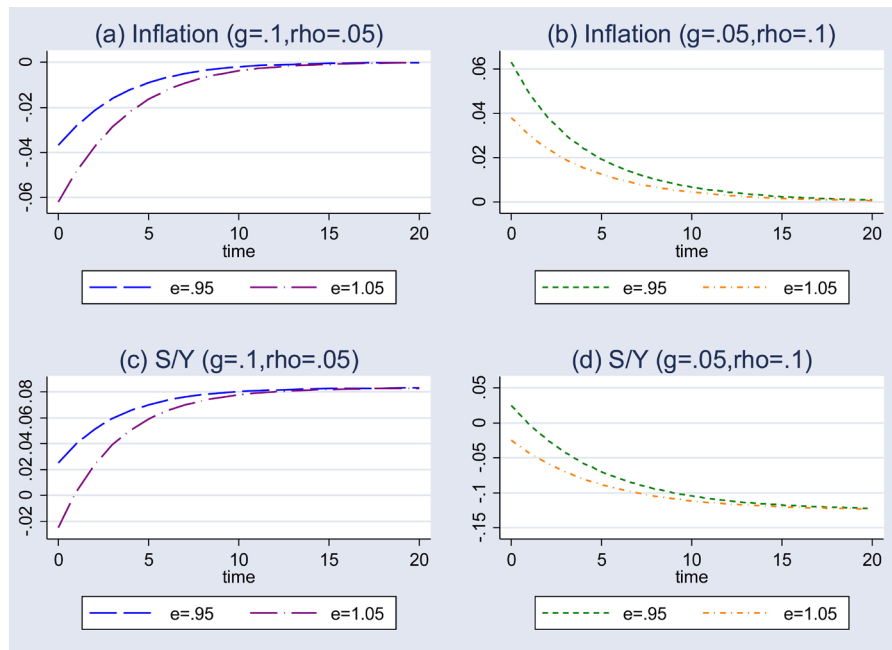 (a) Inflation (g=.1,rho=.05)
0
-.02
-.04
-.06
0 5 10 15 20
time
e=.95 e=1.05
(b) Inflation (g=.05,rho=.1)
.06
.04
.02
0
0 5 10 15 20
time
e=.95 e=1.05
(c) S/Y (g=.1,rho=.05)
.08
.06
.04
.02
0
-.02
0 5 10 15 20
time
e=.95 e=1.05
(d) S/Y (g=.05,rho=.1)
.05
0
-.05
-.1
-.15
0 5 10 15 20
time
e=.95 e=1.05